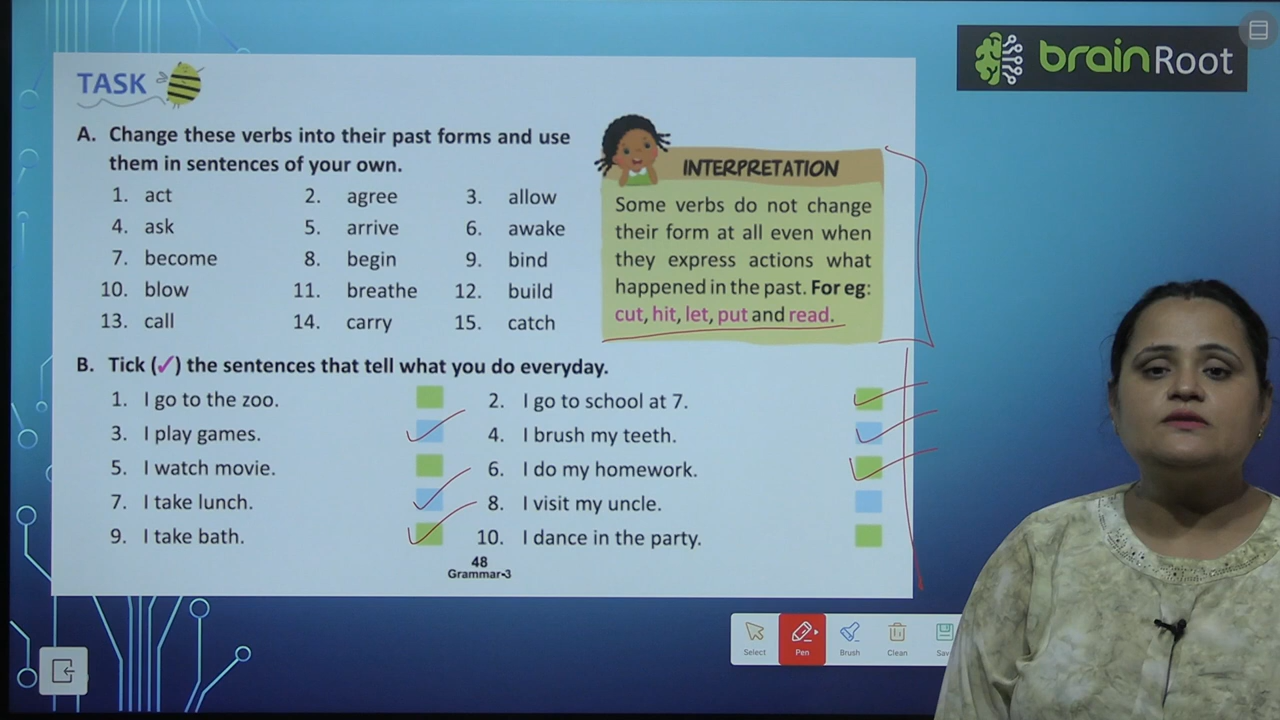 brainRoot
TASK
A. Change these verbs into their past forms and use
them in sentences of your own.
1. act 2. agree 3. allow
4. ask 5. arrive 6. awake
7. become 8. begin 9. bind
10. blow 11. breathe 12. build
13. call 14. carry 15. catch
INTERPRETATION
Some verbs do not change
their form at all even when
they express actions what
happened in the past. For eg:
cut, hit, let, put and read.
B. Tick (✓) the sentences that tell what you do everyday.
1. I go to the zoo. 2. I go to school at 7.
3. I play games. 4. I brush my teeth.
5. I watch movie. 6. I do my homework.
7. I take lunch. 8. I visit my uncle.
9. I take bath. 10. I dance in the party.
48
Grammar-3
Select Pen Brush Clean Sav